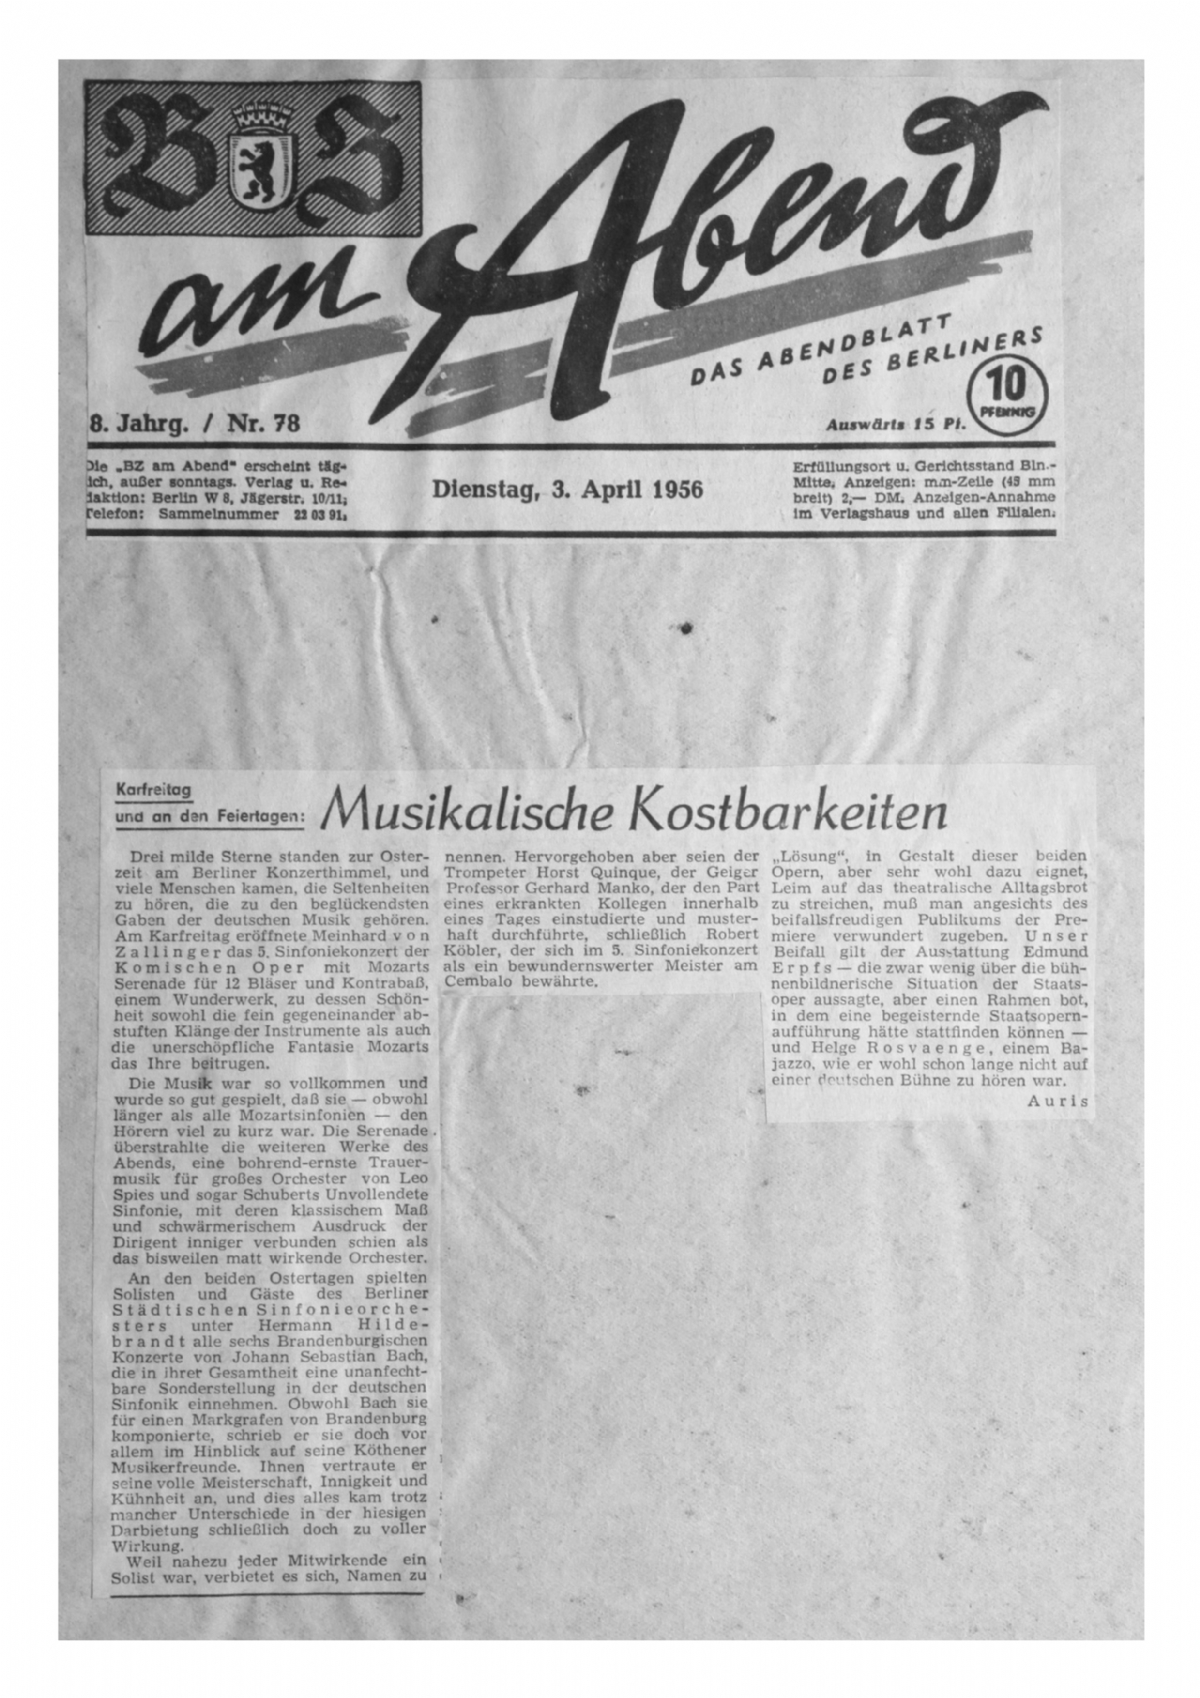 BZ
am Abend
DAS ABENDBLATT
DES BERLINERS
10
PFENNIG
8. Jahrg. / Nr. 78
Auswärts 15 Pf.
Die „BZ am Abend“ erscheint täg-
lich, außer sonntags. Verlag u. Re-
daktion: Berlin W 8, Jägerstr. 10/11;
Telefon: Sammelnummer 22 03 91.
Dienstag, 3. April 1956
Erfüllungsort u. Gerichtsstand Bln.-
Mitte. Anzeigen: mm-Zeile (45 mm
breit) 2,— DM. Anzeigen-Annahme
im Verlagshaus und allen Filialen.
Karfreitag
und an den Feiertagen:
Musikalische Kostbarkeiten
Drei milde Sterne standen zur Oster-
zeit am Berliner Konzerthimmel, und
viele Menschen kamen, die Seltenheiten
zu hören, die zu den beglückendsten
Gaben der deutschen Musik gehören.
Am Karfreitag eröffnete Meinhard von
Zallinger das 5. Sinfoniekonzert der
Komischen Oper mit Mozarts
Serenade für 12 Bläser und Kontrabaß,
einem Wunderwerk, zu dessen Schön-
heit sowohl die fein gegeneinander ab-
stuften Klänge der Instrumente als auch
die unerschöpfliche Fantasie Mozarts
das Ihre beitrugen.
Die Musik war so vollkommen und
wurde so gut gespielt, daß sie — obwohl
länger als alle Mozartsinfonien — den
Hörern viel zu kurz war. Die Serenade
überstrahlte die weiteren Werke des
Abends, eine bohrend-ernste Trauer-
musik für großes Orchester von Leo
Spies und sogar Schuberts Unvollendete
Sinfonie, mit deren klassischem Maß
und schwärmerischem Ausdruck der
Dirigent inniger verbunden schien als
das bisweilen matt wirkende Orchester.
An den beiden Ostertagen spielten
Solisten und Gäste des Berliner
Städtischen Sinfonieorche-
sters unter Hermann Hilde-
brandt alle sechs Brandenburgischen
Konzerte von Johann Sebastian Bach,
die in ihrer Gesamtheit eine unanfecht-
bare Sonderstellung in der deutschen
Sinfonik einnehmen. Obwohl Bach sie
für einen Markgrafen von Brandenburg
komponierte, schrieb er sie doch vor
allem im Hinblick auf seine Köthener
Musikerfreunde. Ihnen vertraute er
seine volle Meisterschaft, Innigkeit und
Kühnheit an, und dies alles kam trotz
mancher Unterschiede in der hiesigen
Darbietung schließlich doch zu voller
Wirkung.
Weil nahezu jeder Mitwirkende ein
Solist war, verbietet es sich, Namen zu
nennen. Hervorgehoben aber seien der
Trompeter Horst Quinque, der Geiger
Professor Gerhard Manko, der den Part
eines erkrankten Kollegen innerhalb
eines Tages einstudierte und muster-
haft durchführte, schließlich Robert
Köbler, der sich im 5. Sinfoniekonzert
als ein bewundernswerter Meister am
Cembalo bewährte.
„Lösung“, in Gestalt dieser beiden
Opern, aber sehr wohl dazu eignet,
Leim auf das theatralische Alltagsbrot
zu streichen, muß man angesichts des
beifallsfreudigen Publikums der Pre-
miere verwundert zugeben. Unser
Beifall gilt der Ausstattung Edmund
Erpfs — die zwar wenig über die büh-
nenbildnerische Situation der Staats-
oper aussagte, aber einen Rahmen bot,
in dem eine begeisternde Staatsopern-
aufführung hätte stattfinden können —
und Helge Rosvaenge, einem Ba-
jazzo, wie er wohl schon lange nicht auf
einer deutschen Bühne zu hören war.
Auris